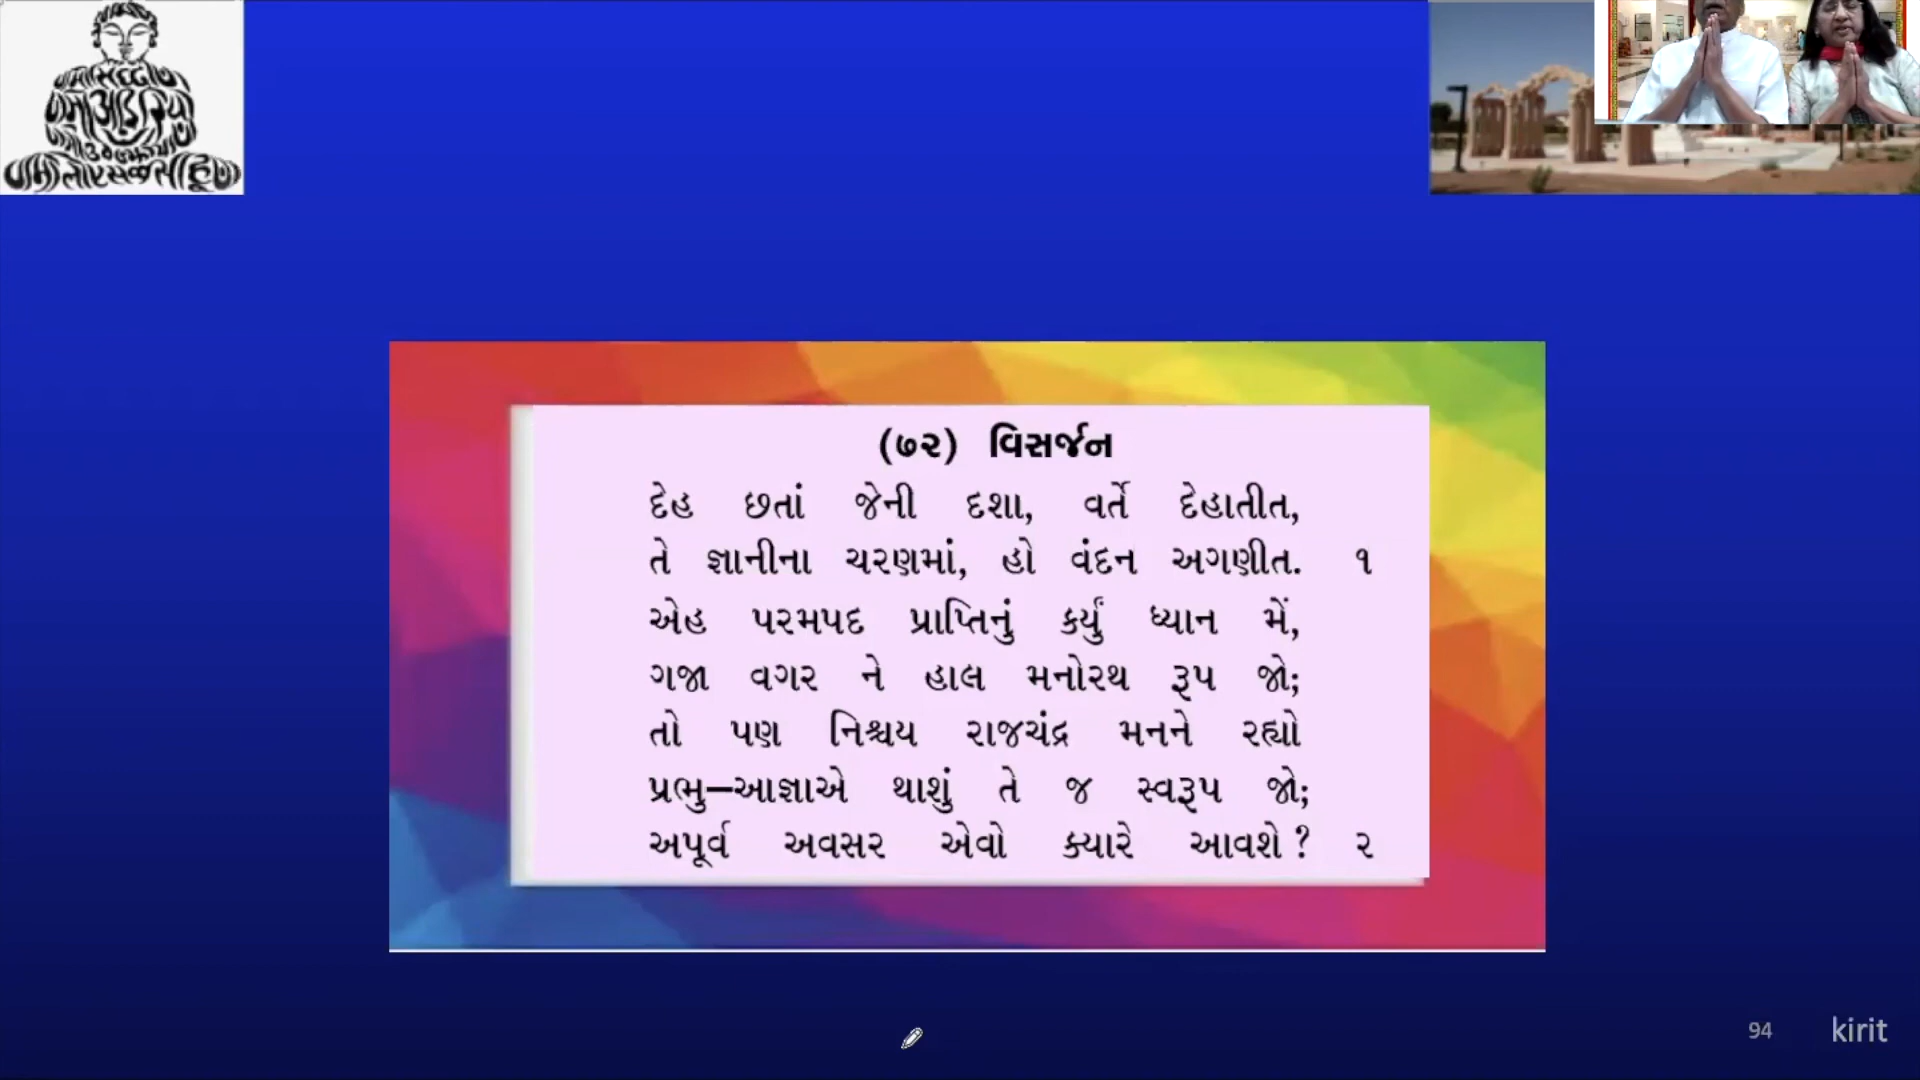 (૭૨) વિસર્જન
દેહ છતાં જેની દશા, વર્તે દેહાતીત,
તે જ્ઞાનીના ચરણમાં, હો વંદન અગણીત. ૧
એહ પરમપદ પ્રાપ્તિનું કર્યું ધ્યાન મેં,
ગજા વગર ને હાલ મનોરથ રૂપ જો;
તો પણ નિશ્ચય રાજચંદ્ર મનને રહ્યો
પ્રભુ—આજ્ઞાએ થાશું તે જ સ્વરૂપ જો;
અપૂર્વ અવસર એવો ક્યારે આવશે ? ૨
94 kirit